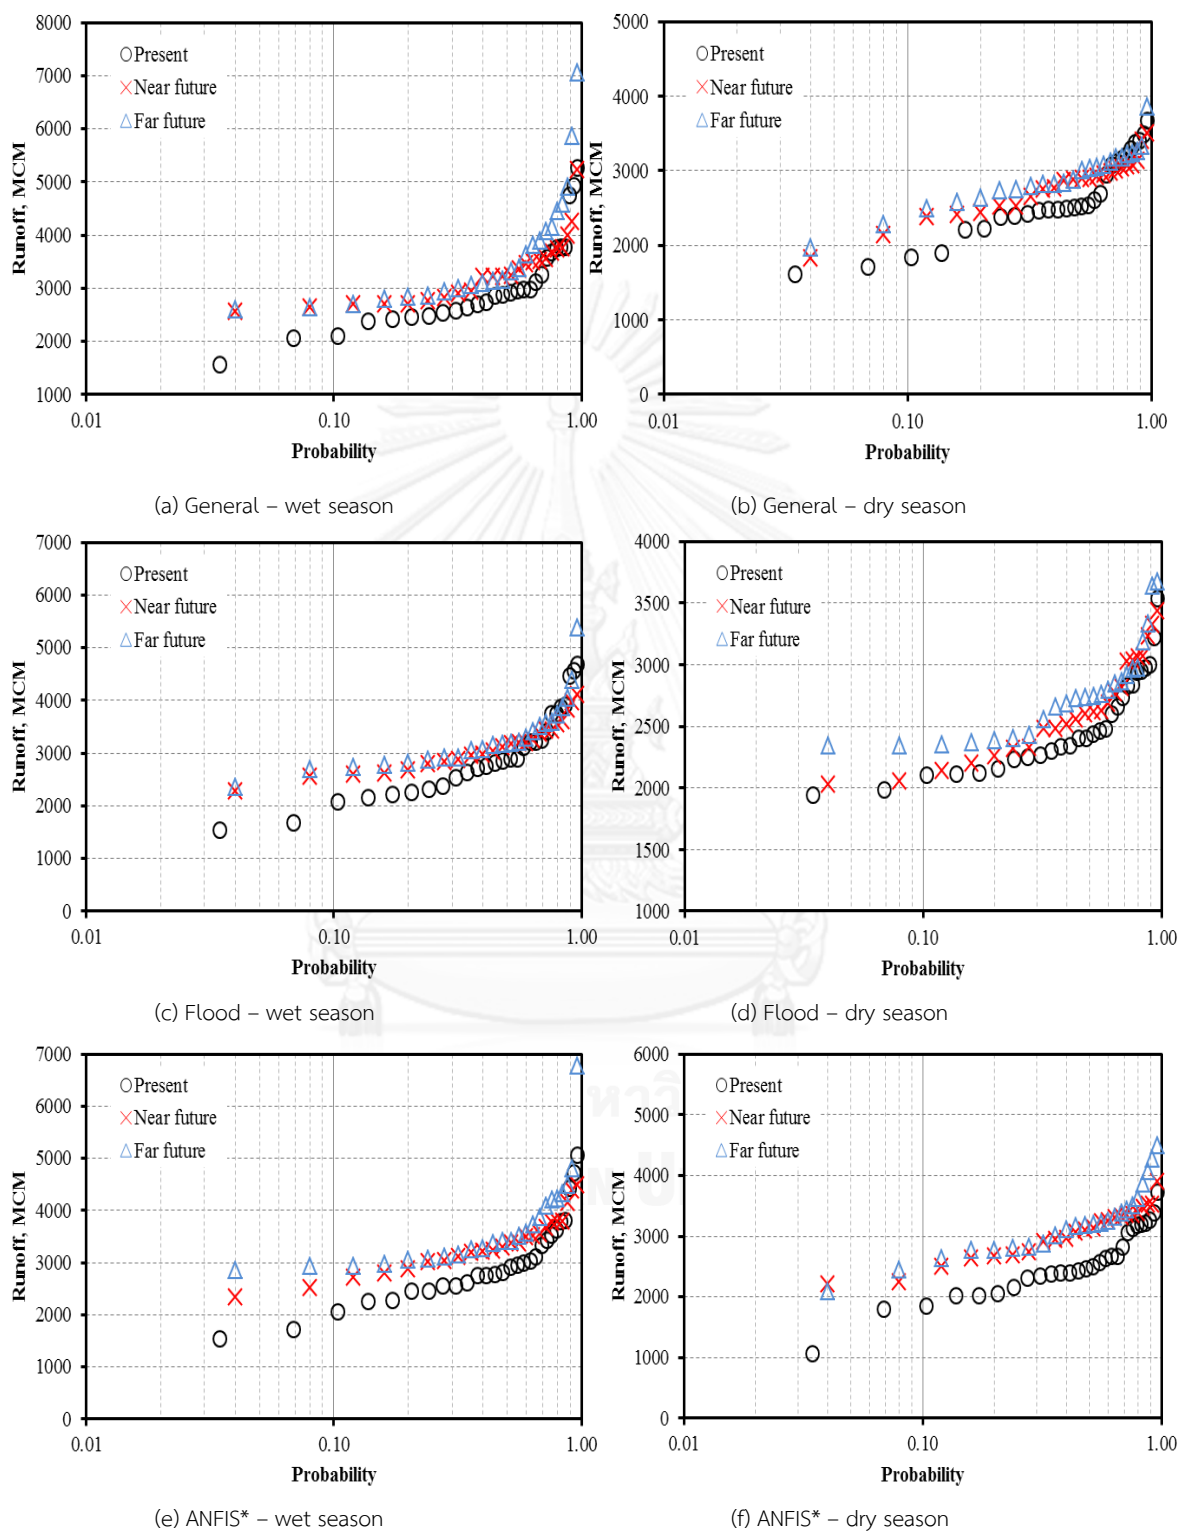 8000
7000
6000
5000
4000
3000
2000
1000
Runoff, MCM
Present
Near future
Far future
0.01
0.10
1.00
Probability
(a) General – wet season
5000
4000
3000
2000
1000
0
Runoff, MCM
Present
Near future
Far future
0.01
0.10
1.00
Probability
(b) General – dry season
7000
6000
5000
4000
3000
2000
1000
0
Runoff, MCM
Present
Near future
Far future
0.01
0.10
1.00
Probability
(c) Flood – wet season
4000
3500
3000
2500
2000
1500
1000
Runoff, MCM
Present
Near future
Far future
0.01
0.10
1.00
Probability
(d) Flood – dry season
7000
6000
5000
4000
3000
2000
1000
0
Runoff, MCM
Present
Near future
Far future
0.01
0.10
1.00
Probability
(e) ANFIS* – wet season
6000
5000
4000
3000
2000
1000
0
Runoff, MCM
Present
Near future
Far future
0.01
0.10
1.00
Probability
(f) ANFIS* – dry season